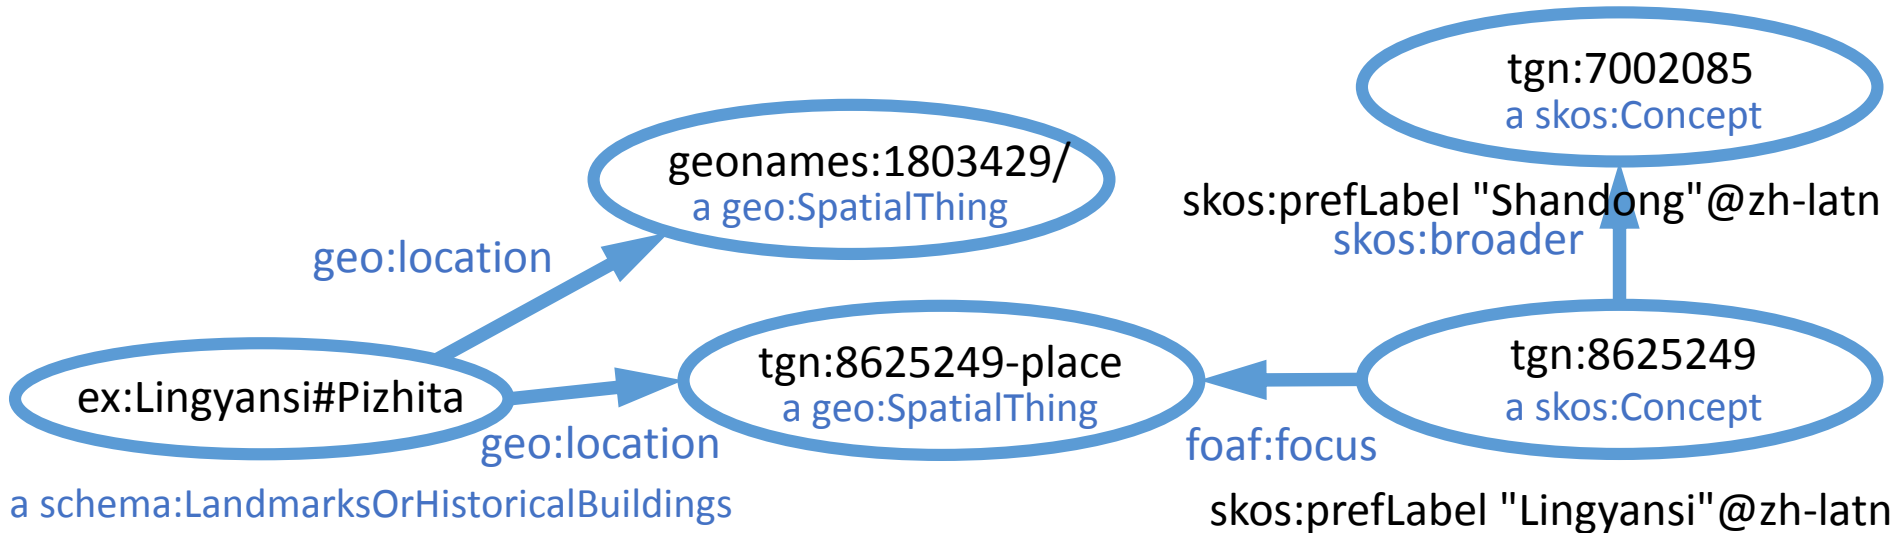 tgn:7002085
a skos:Concept
geonames:1803429/
a geo:SpatialThing
skos:prefLabel "Shandong"@zh-latn
skos:broader
geo:location
tgn:8625249-place
a geo:SpatialThing
tgn:8625249
a skos:Concept
ex:Lingyansi#Pizhita
geo:location
foaf:focus
a schema:LandmarksOrHistoricalBuildings
skos:prefLabel "Lingyansi"@zh-latn